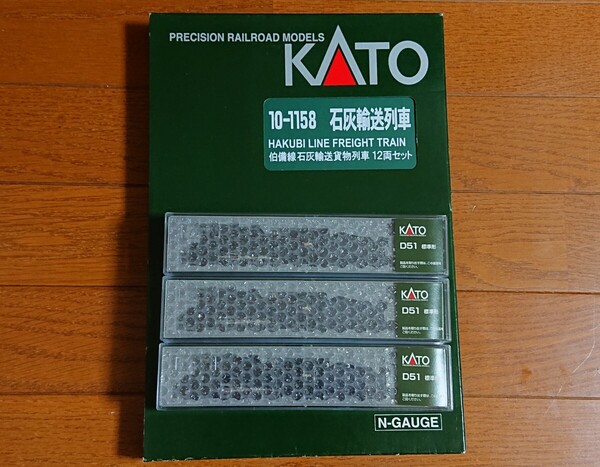 PRECISION RAILROAD MODELS
KATO
10-1158 石灰輸送列車
HAKUBI LINE FREIGHT TRAIN
伯備線石灰輸送貨物列車 12両セット
KATO
D51 標準形
KATO
D51 標準形
KATO
D51 標準形
N-GAUGE